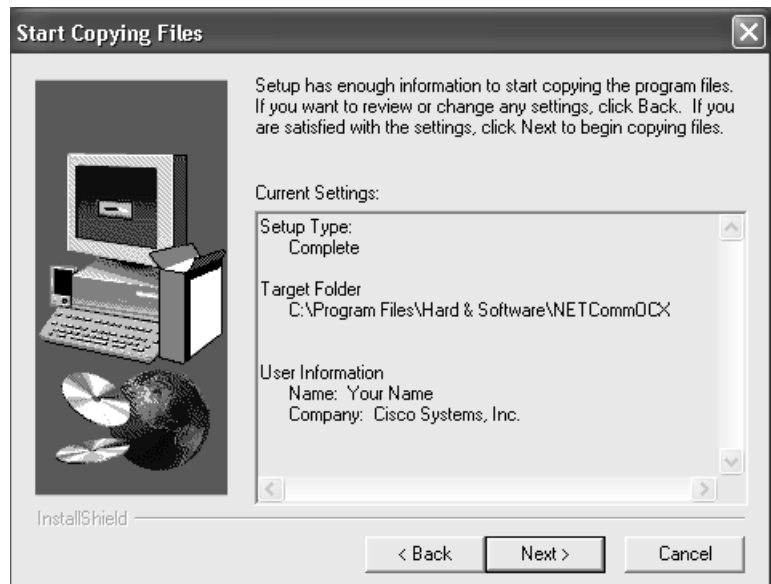 Start Copying Files
Setup has enough information to start copying the program files.
If you want to review or change any settings, click Back. If you
are satisfied with the settings, click Next to begin copying files.
Current Settings:
Setup Type:
Complete
Target Folder
C:\Program Files\Hard & Software\NETCommOCX
User Information
Name: Your Name
Company: Cisco Systems, Inc.
InstallShield
< Back
Next >
Cancel